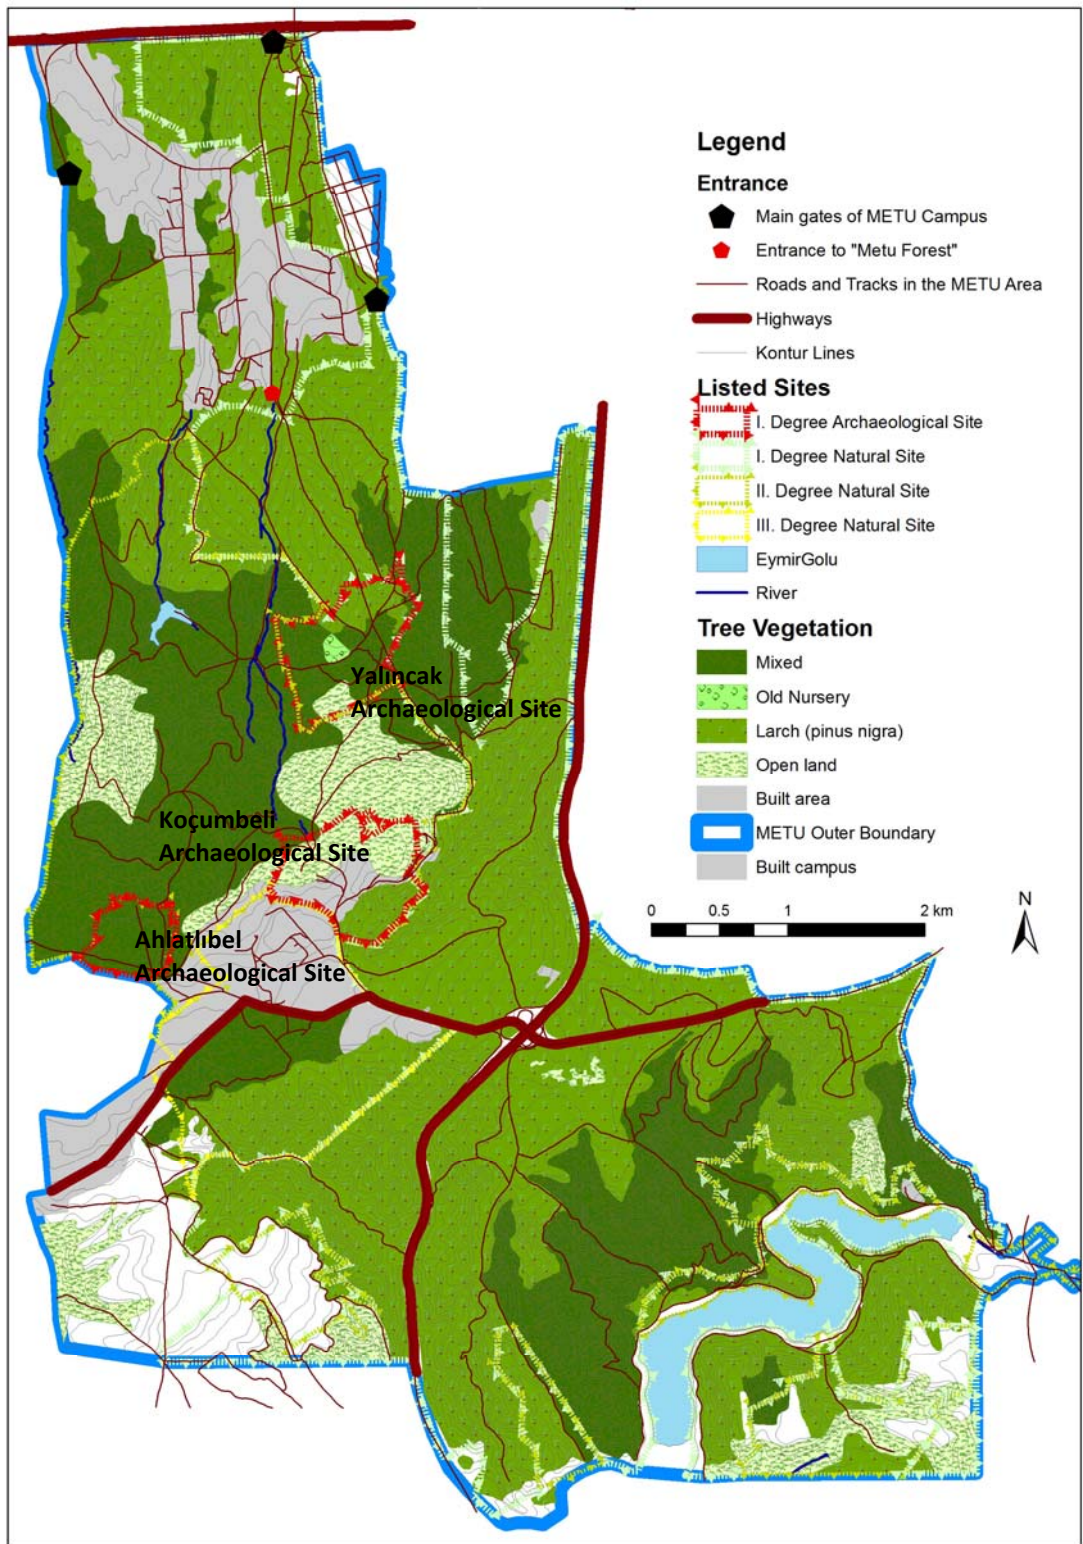 Legend
Entrance
Main gates of METU Campus
Entrance to "Metu Forest"
Roads and Tracks in the METU Area
Highways
Kontur Lines
Listed Sites
I. Degree Archaeological Site
I. Degree Natural Site
II. Degree Natural Site
III. Degree Natural Site
EymirGolu
River
Tree Vegetation
Mixed
Old Nursery
Larch (pinus nigra)
Open land
Built area
METU Outer Boundary
Built campus
0 0.5 1 2 km
N
Yalıncak
Archaeological Site
Koçumbeli
Archaeological Site
Ahlatlıbel
Archaeological Site